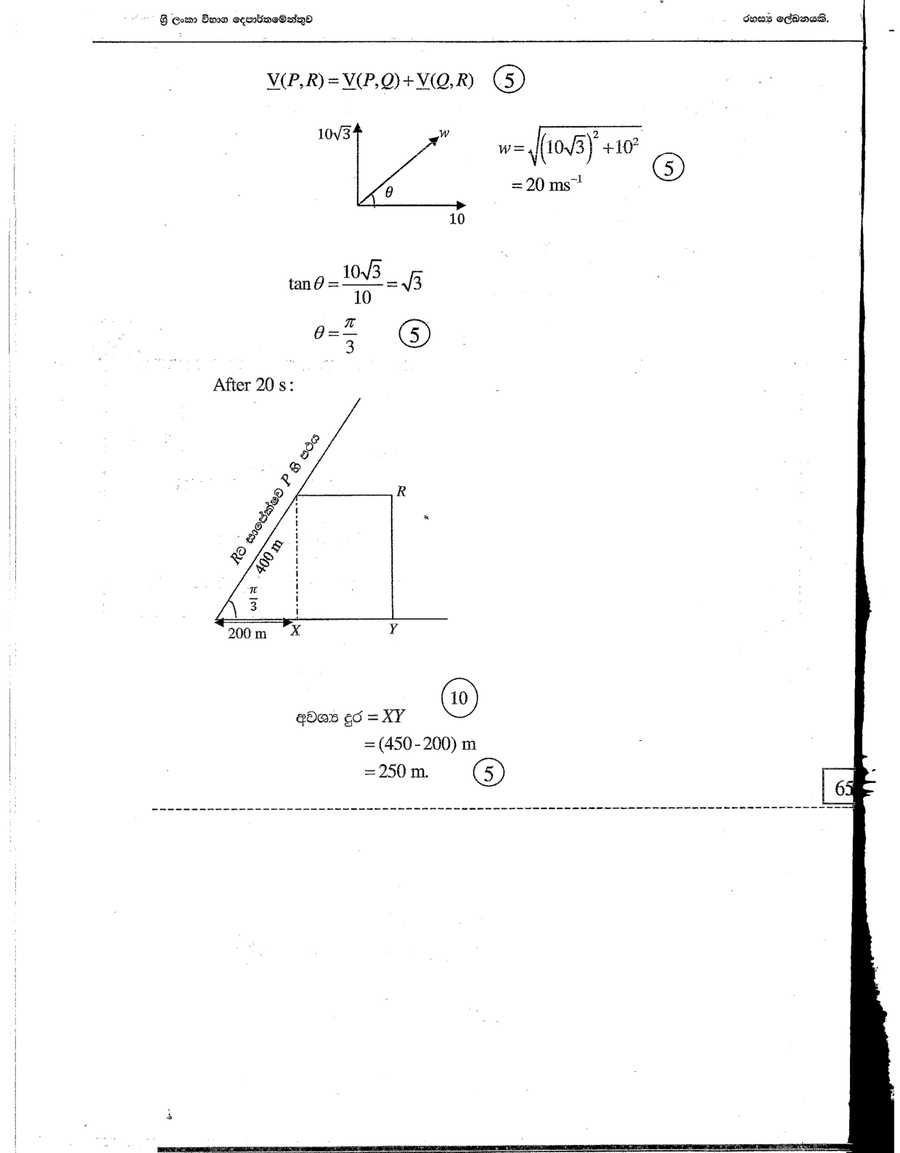 ශ්‍රී ලංකා විභාග දෙපාර්තමේන්තුව
රහස්‍ය ලේඛනයකි.
V(P, R) = V(P, Q) + V(Q, R) 5
10√3
w
θ
10
w = √((10√3)² + 10²)
= 20 ms⁻¹
5
tan θ = 10√3/10 = √3
θ = π/3 5
After 20 s :
Rට සාපේක්ෂව P හි පථය
400 m
R
π/3
200 m
X
Y
10
අවශ්‍ය දුර = XY
= (450 - 200) m
= 250 m. 5
65